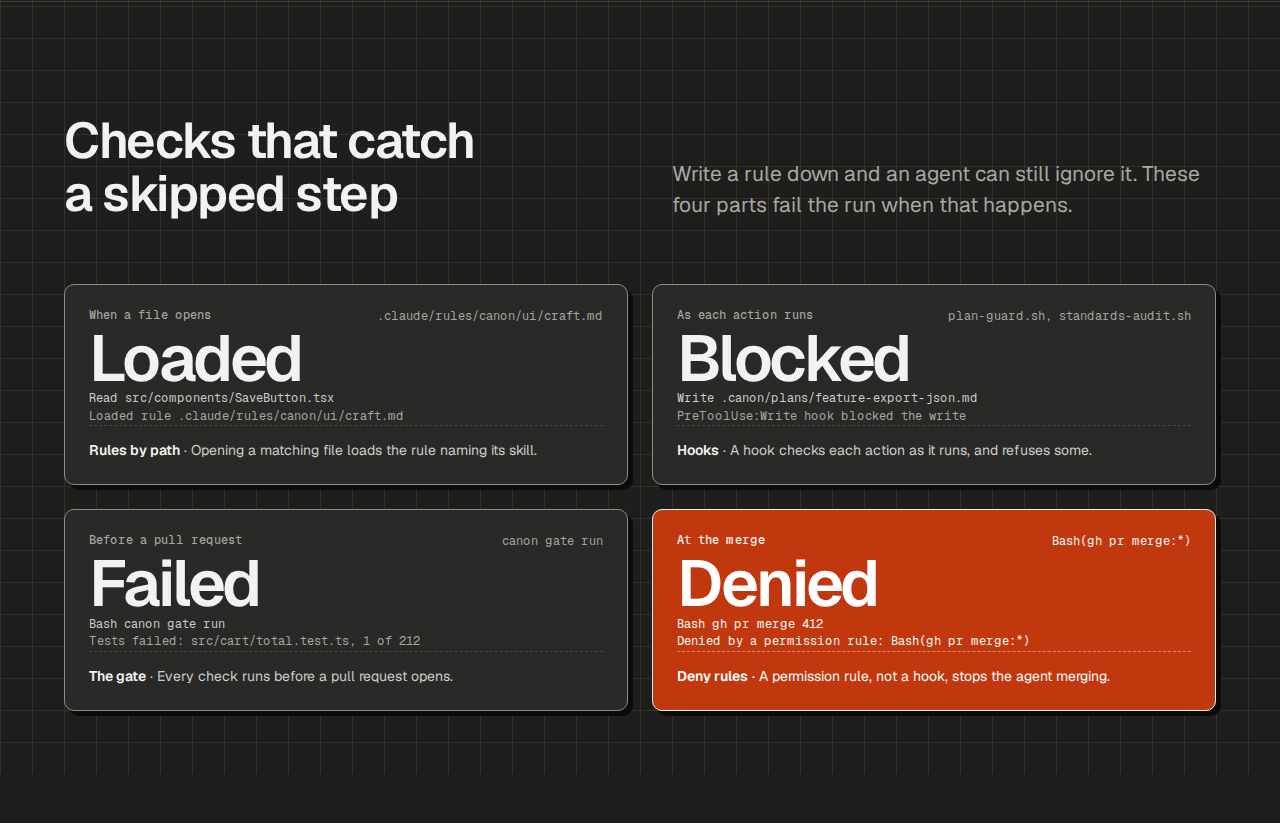 Checks that catch
a skipped step
Write a rule down and an agent can still ignore it. These
four parts fail the run when that happens.
When a file opens
.claude/rules/canon/ui/craft.md
Loaded
Read src/components/SaveButton.tsx
Loaded rule .claude/rules/canon/ui/craft.md
Rules by path · Opening a matching file loads the rule naming its skill.
As each action runs
plan-guard.sh, standards-audit.sh
Blocked
Write .canon/plans/feature-export-json.md
PreToolUse:Write hook blocked the write
Hooks · A hook checks each action as it runs, and refuses some.
Before a pull request
canon gate run
Failed
Bash canon gate run
Tests failed: src/cart/total.test.ts, 1 of 212
The gate · Every check runs before a pull request opens.
At the merge
Bash(gh pr merge:*)
Denied
Bash gh pr merge 412
Denied by a permission rule: Bash(gh pr merge:*)
Deny rules · A permission rule, not a hook, stops the agent merging.